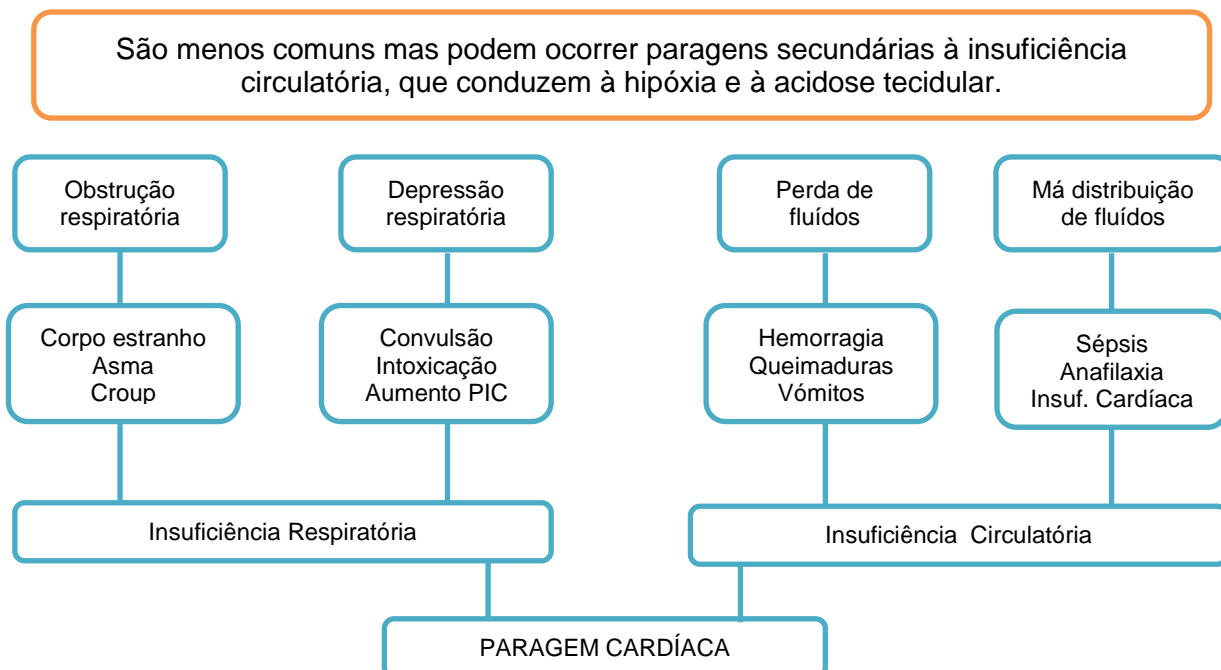 São menos comuns mas podem ocorrer paragens secundárias à insuficiência
circulatória, que conduzem à hipóxia e à acidose tecidular.
Obstrução
respiratória
Depressão
respiratória
Perda de
fluídos
Má distribuição
de fluídos
Corpo estranho
Asma
Croup
Convulsão
Intoxicação
Aumento PIC
Hemorragia
Queimaduras
Vómitos
Sépsis
Anafilaxia
Insuf. Cardíaca
Insuficiência Respiratória
Insuficiência Circulatória
PARAGEM CARDÍACA